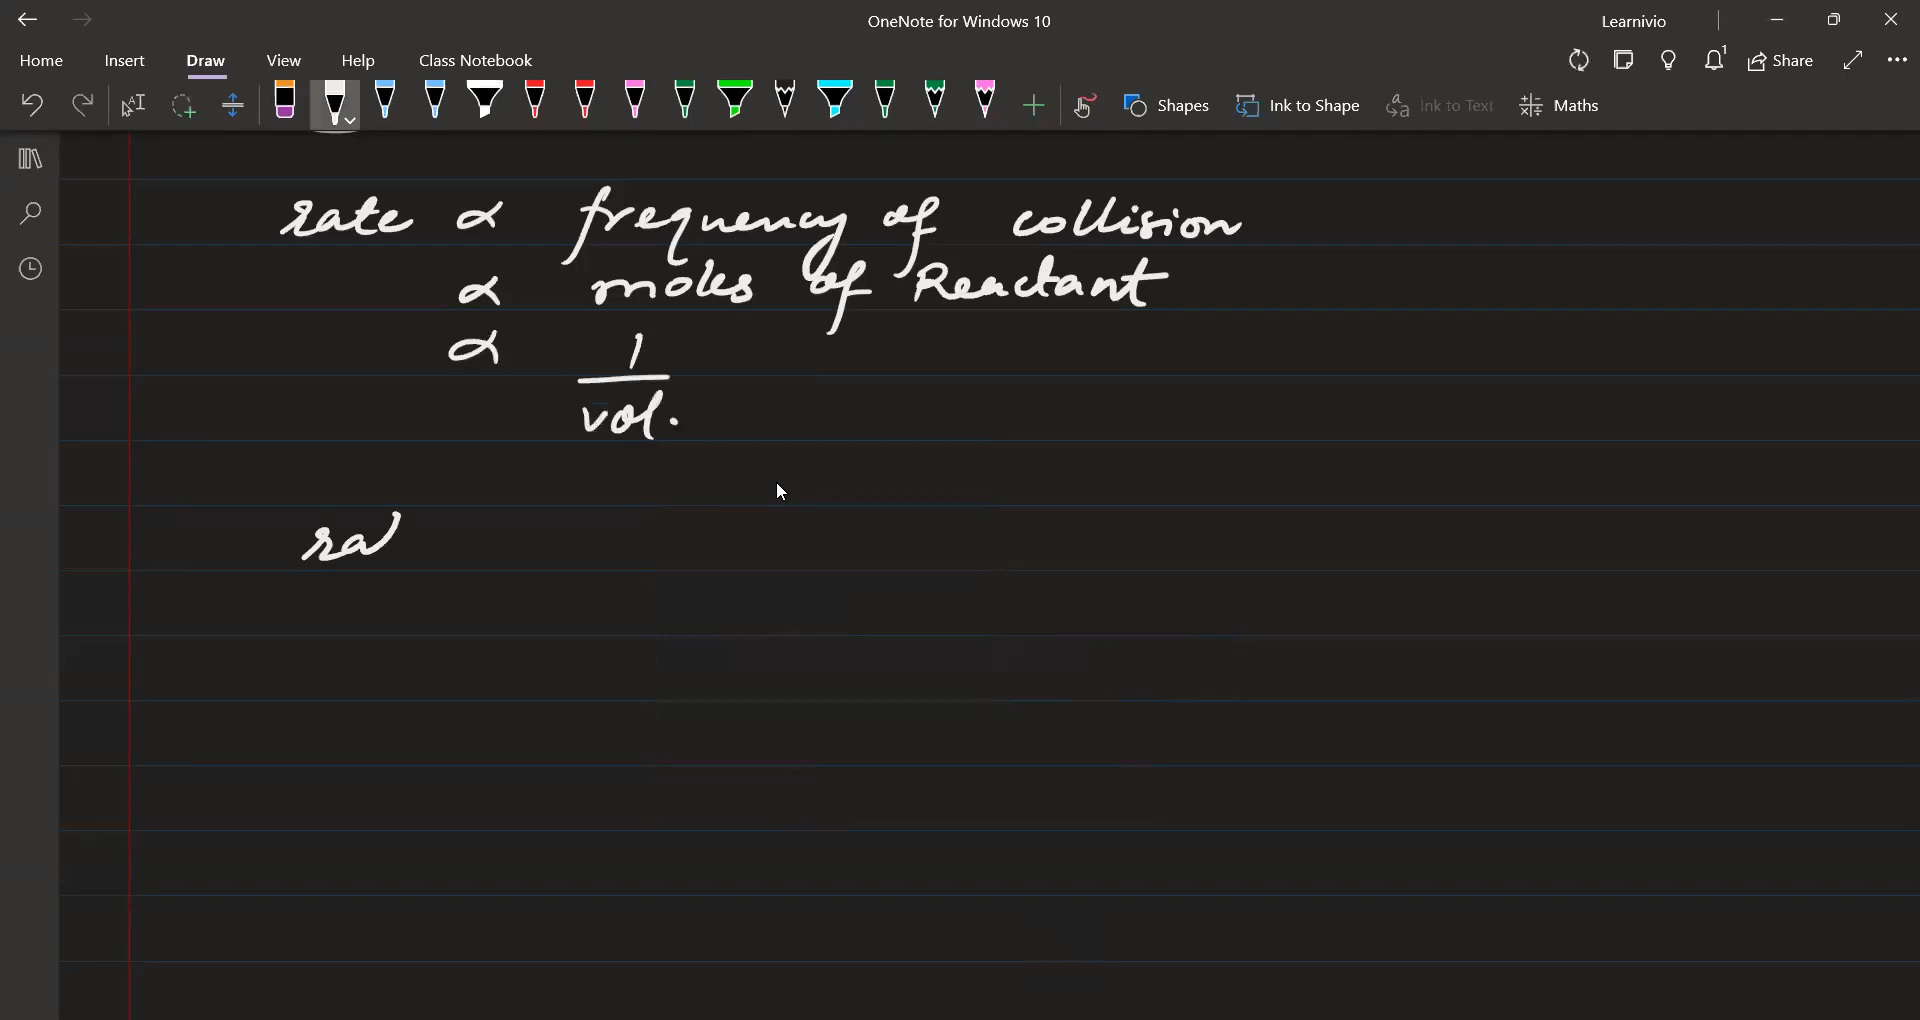 OneNote for Windows 10
Learnivio
Home Insert Draw View Help Class Notebook
1
Share
Shapes
Ink to Shape
Ink to Text
Maths
rate ∝ frequency of collision
∝ moles of Reactant
∝ 1
vol.
ra